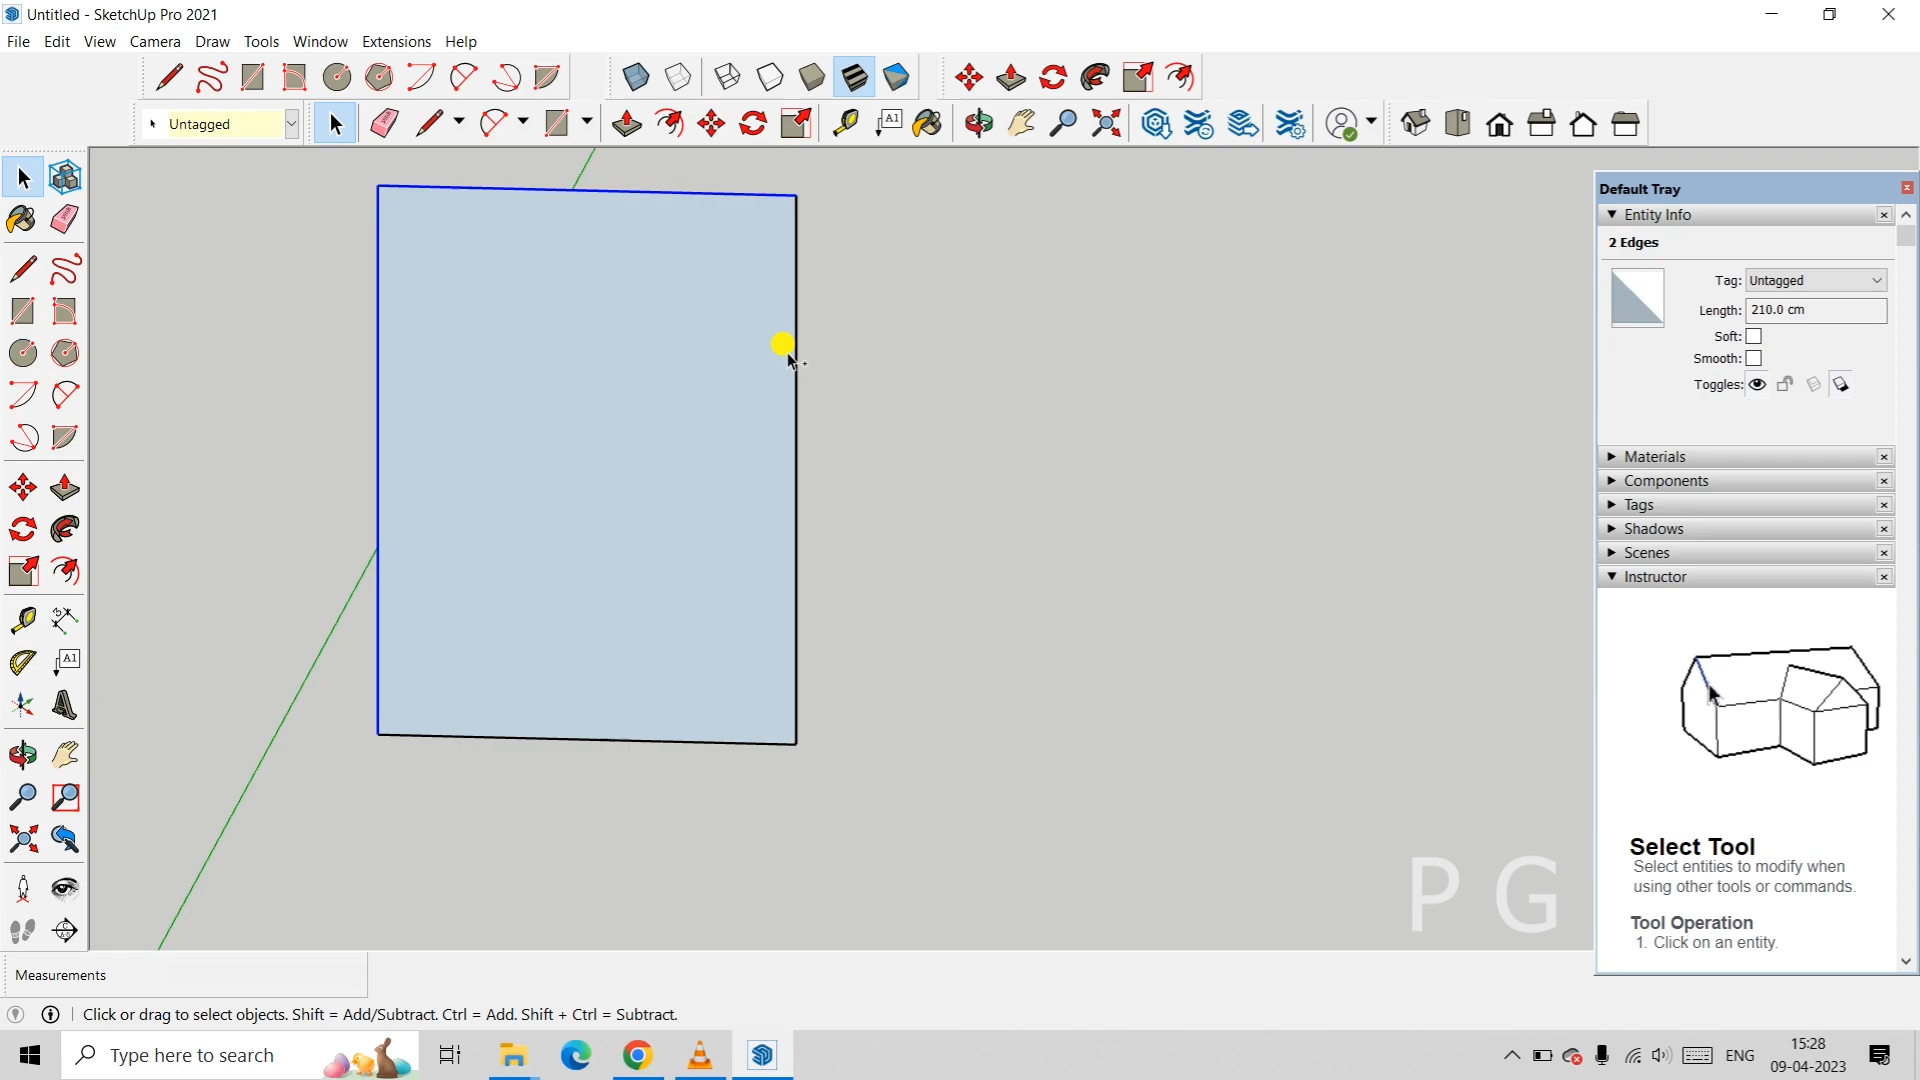 Untitled - SketchUp Pro 2021
File Edit View Camera Draw Tools Window Extensions Help
Untagged
A1
Default Tray
Entity Info
2 Edges
Tag: Untagged
Length: 210.0 cm
Soft:
Smooth:
Toggles:
Materials
Components
Tags
Shadows
Scenes
Instructor
A1
Select Tool
Select entities to modify when
using other tools or commands.
Tool Operation
1. Click on an entity.
P G
Measurements
Click or drag to select objects. Shift = Add/Subtract. Ctrl = Add. Shift + Ctrl = Subtract.
Type here to search
ENG
15:28
09-04-2023